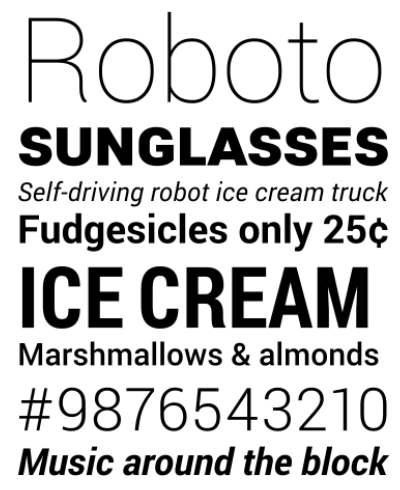 Roboto
SUNGLASSES
Self-driving robot ice cream truck
Fudgesicles only 25¢
ICE CREAM
Marshmallows & almonds
#9876543210
Music around the block